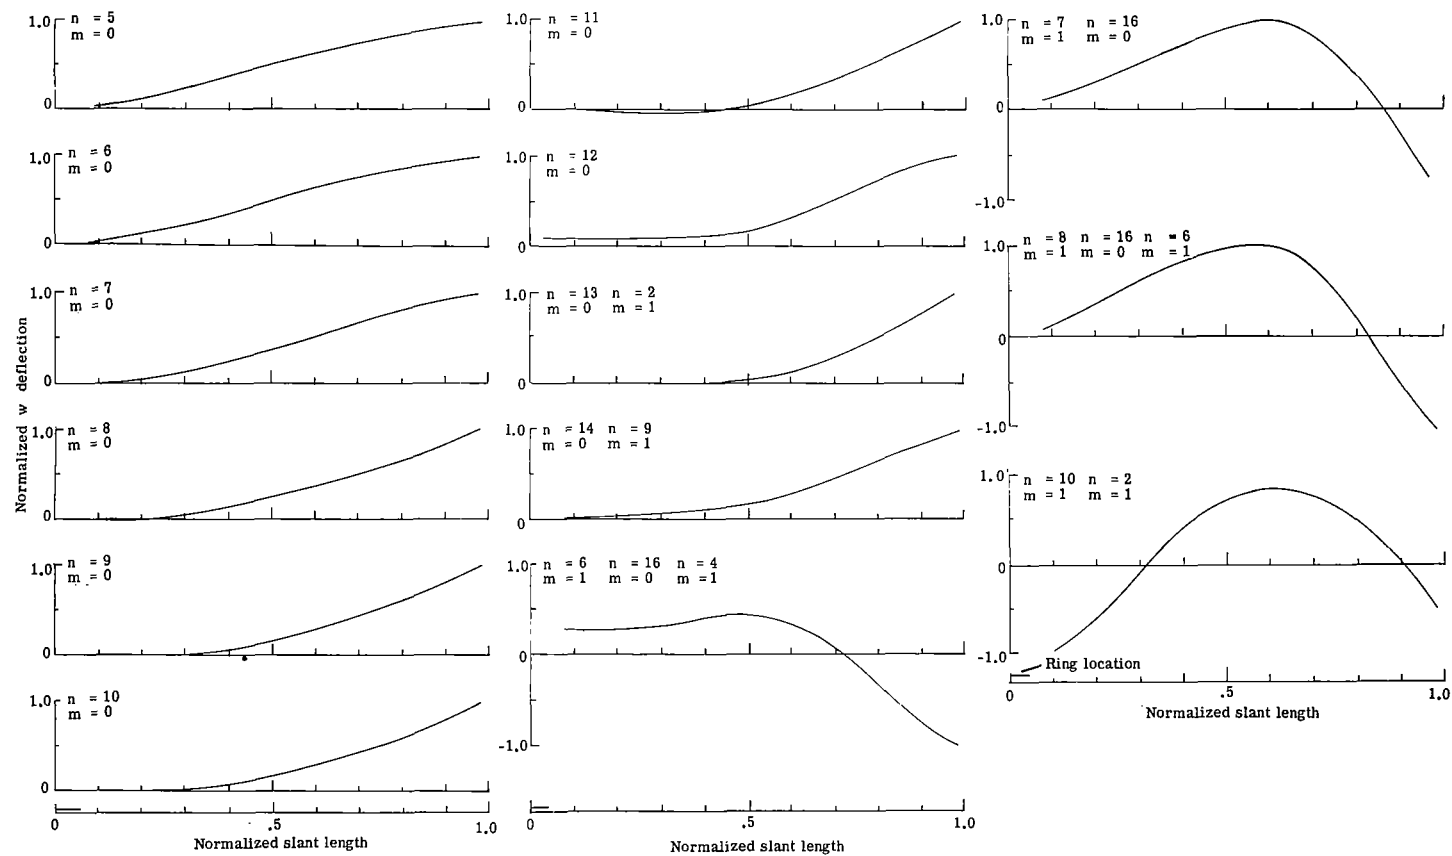 Normalized w deflection
1.0
n = 5
m = 0
0
1.0
n = 6
m = 0
0
1.0
n = 7
m = 0
0
1.0
n = 8
m = 0
0
1.0
n = 9
m = 0
0
1.0
n = 10
m = 0
0
0 .5 1.0
Normalized slant length
1.0
n = 11
m = 0
0
1.0
1.0
n = 12
m = 0
0
1.0
n = 13 n = 2
m = 0 m = 1
0
1.0
n = 14 n = 9
m = 0 m = 1
0
1.0
n = 6 n = 16 n = 4
m = 1 m = 0 m = 1
0
-1.0
0 .5 1.0
Normalized slant length
1.0
n = 7 n = 16
m = 1 m = 0
0
1.0
-1.0
n = 8 n = 16 n = 6
m = 1 m = 0 m = 1
1.0
0
-1.0
1.0
n = 10 n = 2
m = 1 m = 1
0
-1.0
Ring location
0 .5 1.0
Normalized slant length